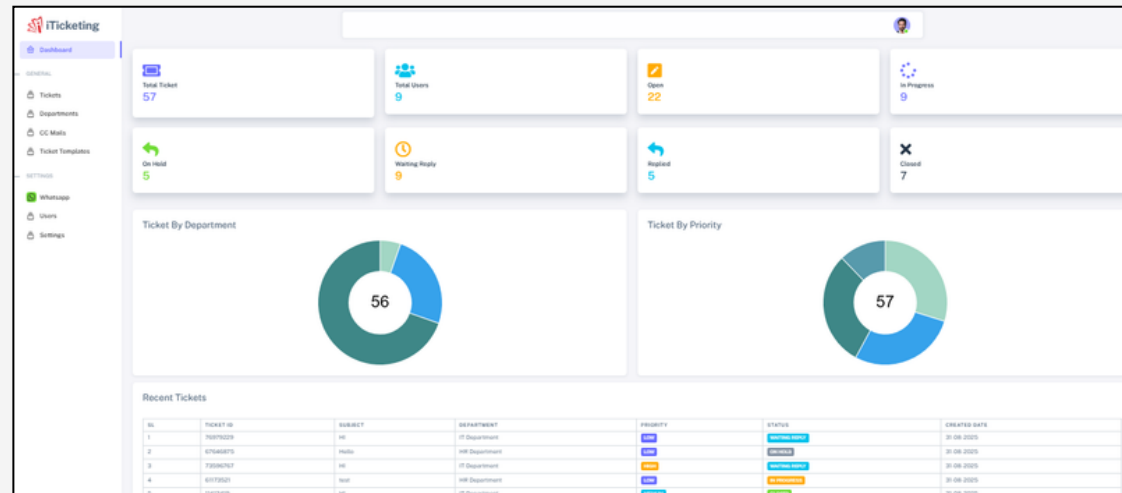 iTicketing
Dashboard
GENERAL
Tickets
Departments
CC Mails
Ticket Templates
SETTINGS
Whatsapp
Users
Settings
Total Ticket
57
Total Users
9
Open
22
In Progress
9
On Hold
5
Waiting Reply
9
Replied
5
Closed
7
Ticket By Department
56
Ticket By Priority
57
Recent Tickets
SL TICKET ID SUBJECT DEPARTMENT PRIORITY STATUS CREATED DATE
1 76979229 HI IT Department LOW WAITING REPLY 31-08-2025
2 67546875 Hello HR Department LOW ON HOLD 31-08-2025
3 HI IT Department HIGH WAITING REPLY 31-08-2025
4 61173521 test HR Department LOW IN PROGRESS 31-08-2025